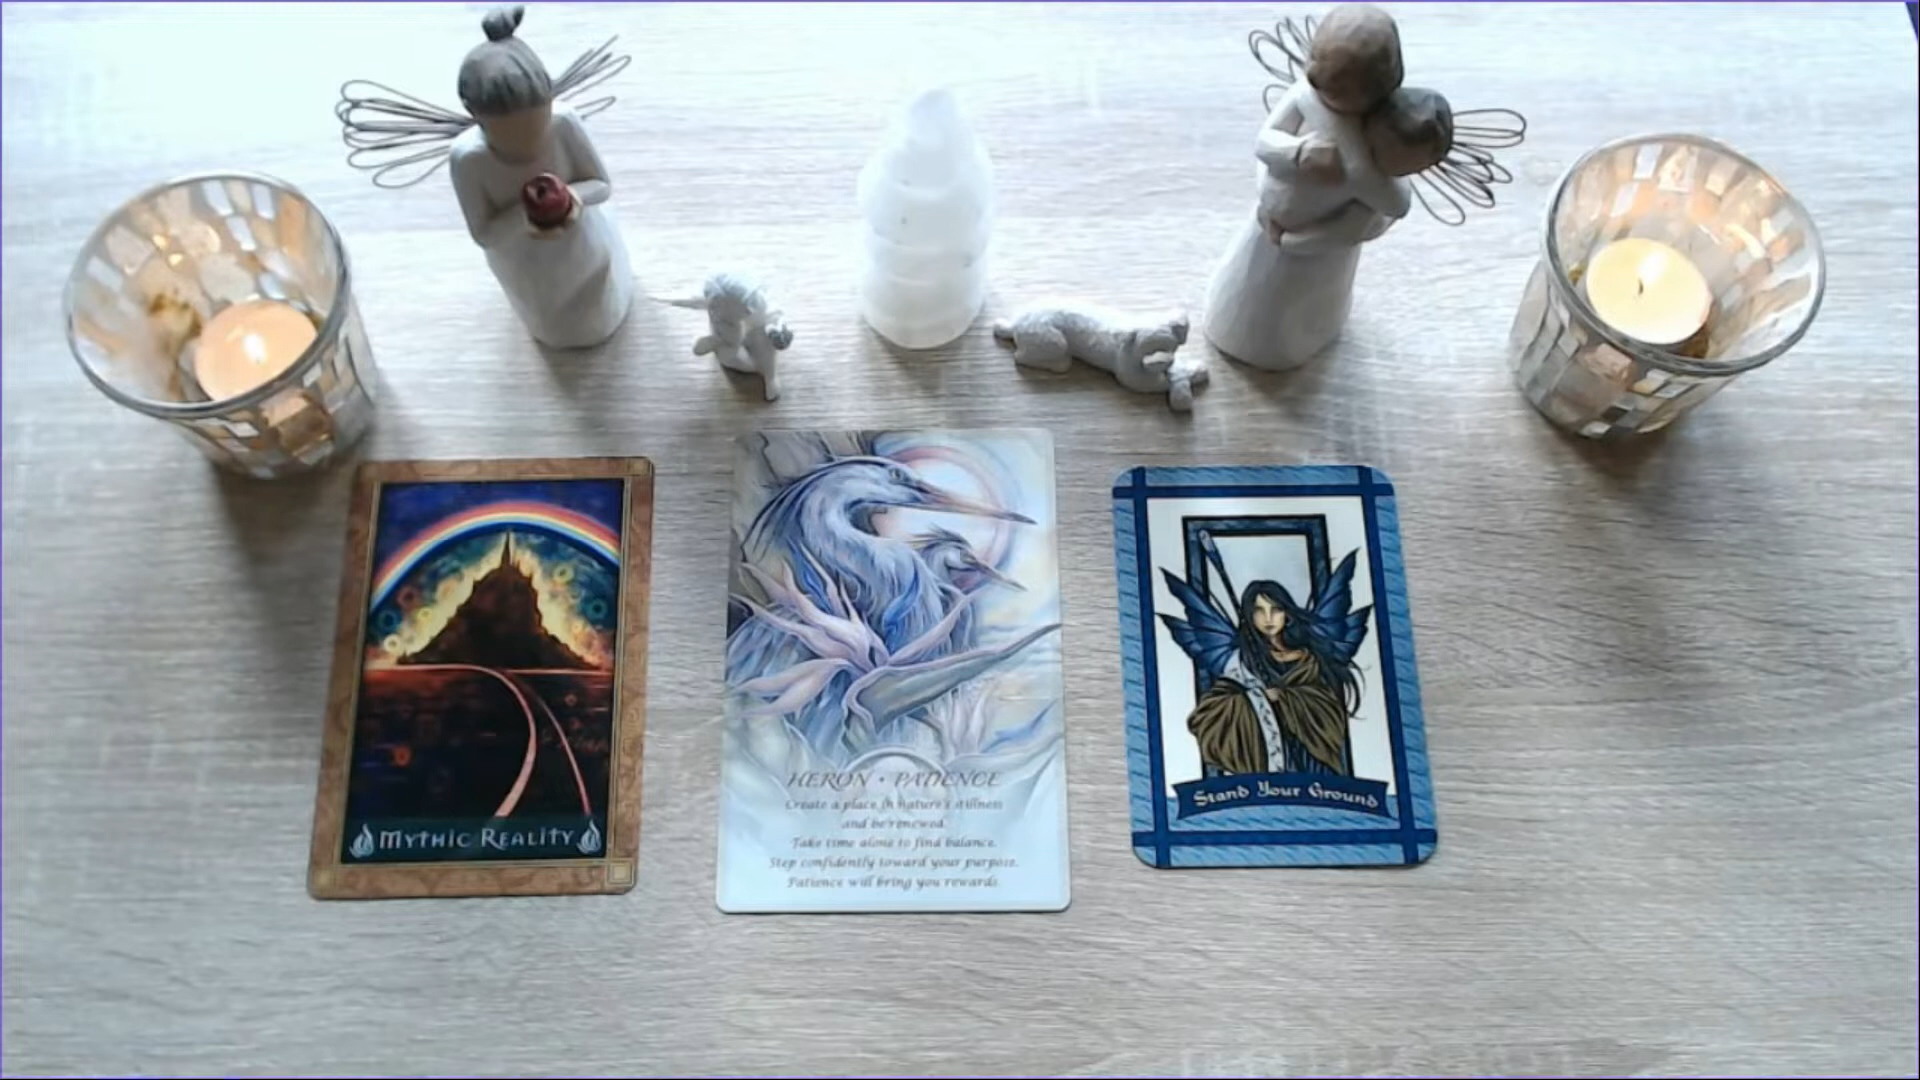 Mythic Reality
HERON • PATIENCE
Create a place in nature's stillness
and be renewed.
Take time alone to find balance.
Step confidently toward your purpose.
Patience will bring you rewards.
Stand Your Ground